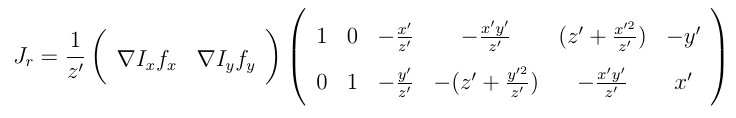 $J_r = \frac{1}{z'} \begin{pmatrix} \nabla I_x f_x & \nabla I_y f_y \end{pmatrix} \begin{pmatrix} 1 & 0 & -\frac{x'}{z'} & -\frac{x'y'}{z'} & (z' + \frac{x'^2}{z'}) & -y' \\ 0 & 1 & -\frac{y'}{z'} & -(z' + \frac{y'^2}{z'}) & -\frac{x'y'}{z'} & x' \end{pmatrix}$